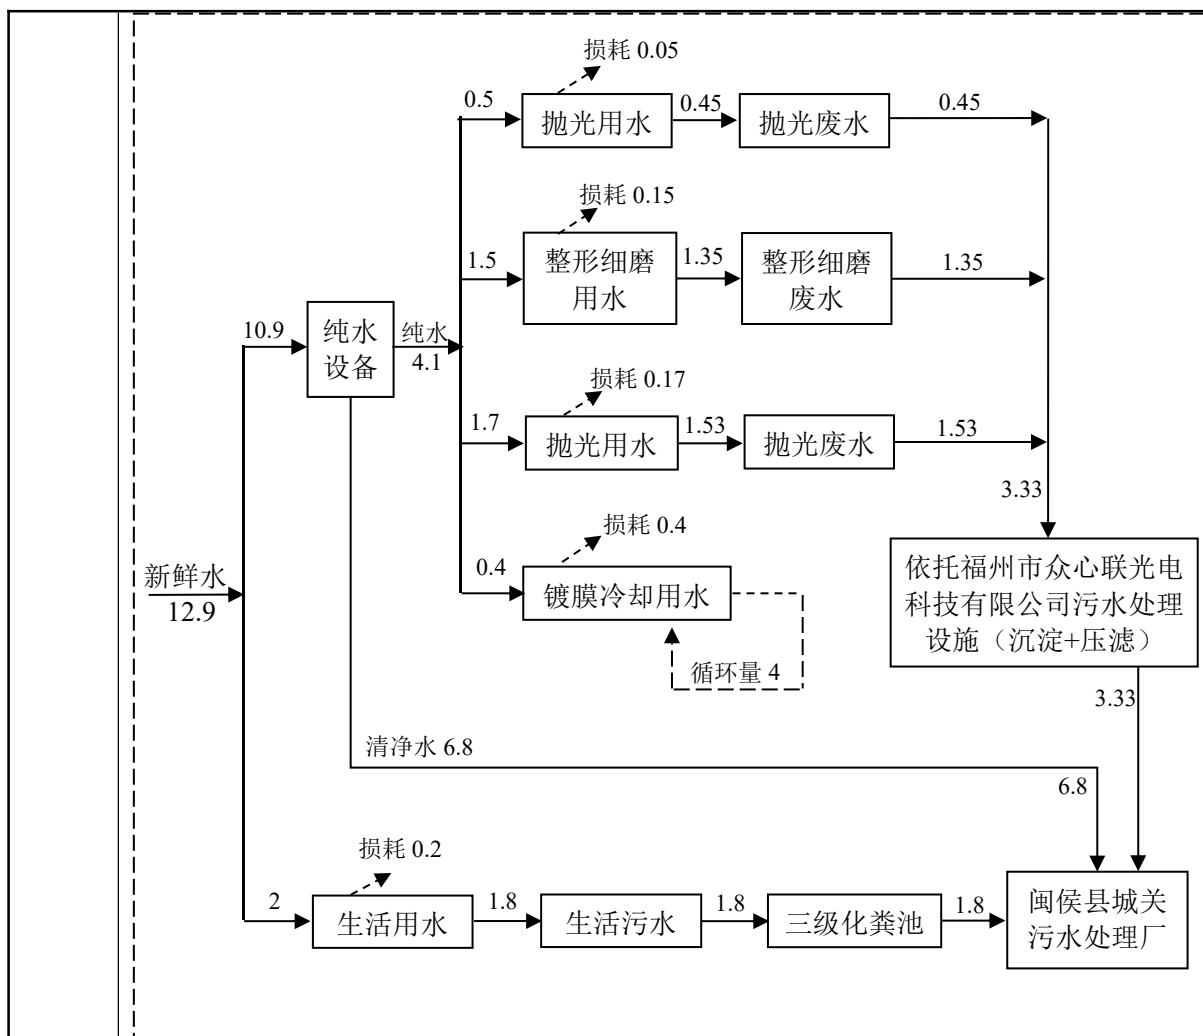 损耗 0.05
0.5
抛光用水
0.45
抛光废水
0.45
损耗 0.15
1.5
整形细磨
用水
1.35
整形细磨
废水
1.35
10.9
纯水
设备
纯水
4.1
损耗 0.17
1.7
抛光用水
1.53
抛光废水
1.53
3.33
损耗 0.4
0.4
镀膜冷却用水
循环量 4
依托福州市众心联光电
科技有限公司污水处理
设施（沉淀+压滤）
新鲜水
12.9
3.33
清净水 6.8
6.8
损耗 0.2
2
生活用水
1.8
生活污水
1.8
三级化粪池
1.8
闽侯县城关
污水处理厂